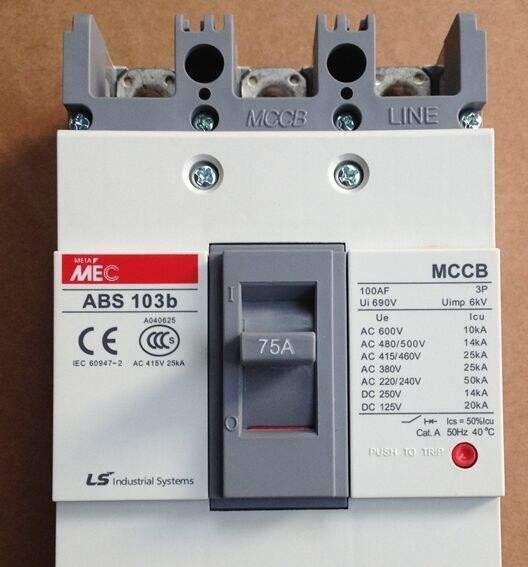 MCCB LINE
META
MEC
ABS 103b
A040625
CE CCC
IEC 60947-2 AC 415V 25kA
LS Industrial Systems
I
75A
O
MCCB
100AF 3P
Ui 690V Uimp 6kV
Ue Icu
AC 600V 10kA
AC 480/500V 14kA
AC 415/460V 25kA
AC 380V 25kA
AC 220/240V 50kA
DC 250V 14kA
DC 125V 20kA
Ics = 50%Icu
Cat. A 50Hz 40 °C
PUSH TO TRIP